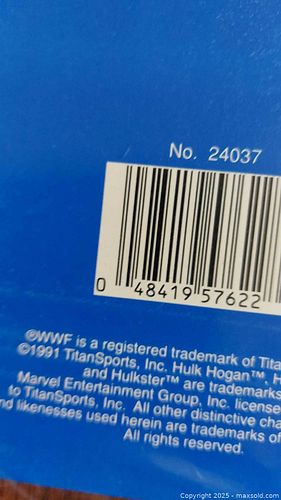 No. 24037
0 48419 57622
©WWF is a registered trademark of Tita
©1991 TitanSports, Inc. Hulk Hogan™, H
and Hulkster™ are trademarks
Marvel Entertainment Group, Inc. license
to TitanSports, Inc. All other distinctive cha
nd likenesses used herein are trademarks of
All rights reserved.
Copyright 2025 - maxsold.com